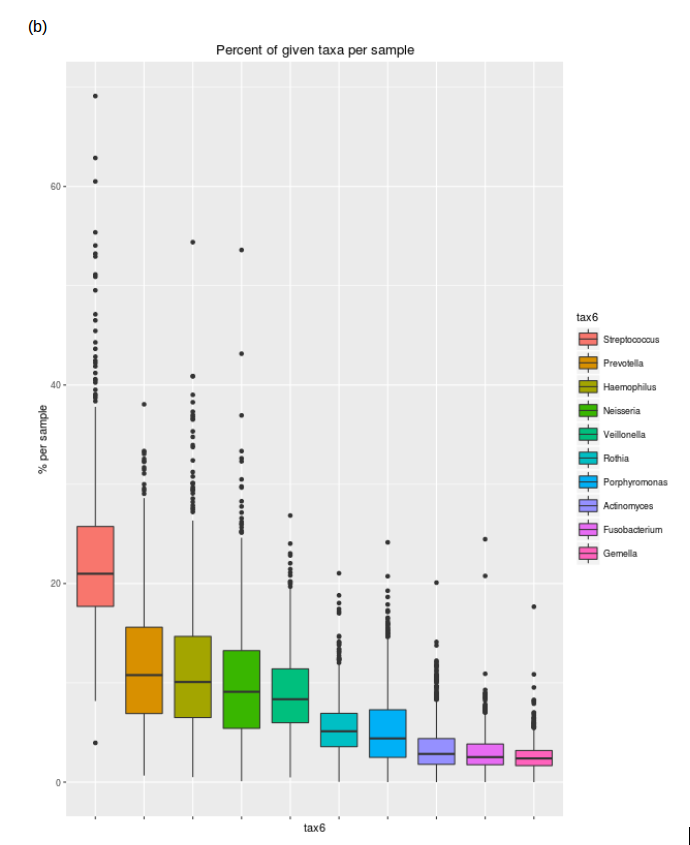 (b)
Percent of given taxa per sample
60
40
20
0
% per sample
tax6
tax6
Streptococcus
Prevotella
Haemophilus
Neisseria
Veillonella
Rothia
Porphyromonas
Actinomyces
Fusobacterium
Gemella